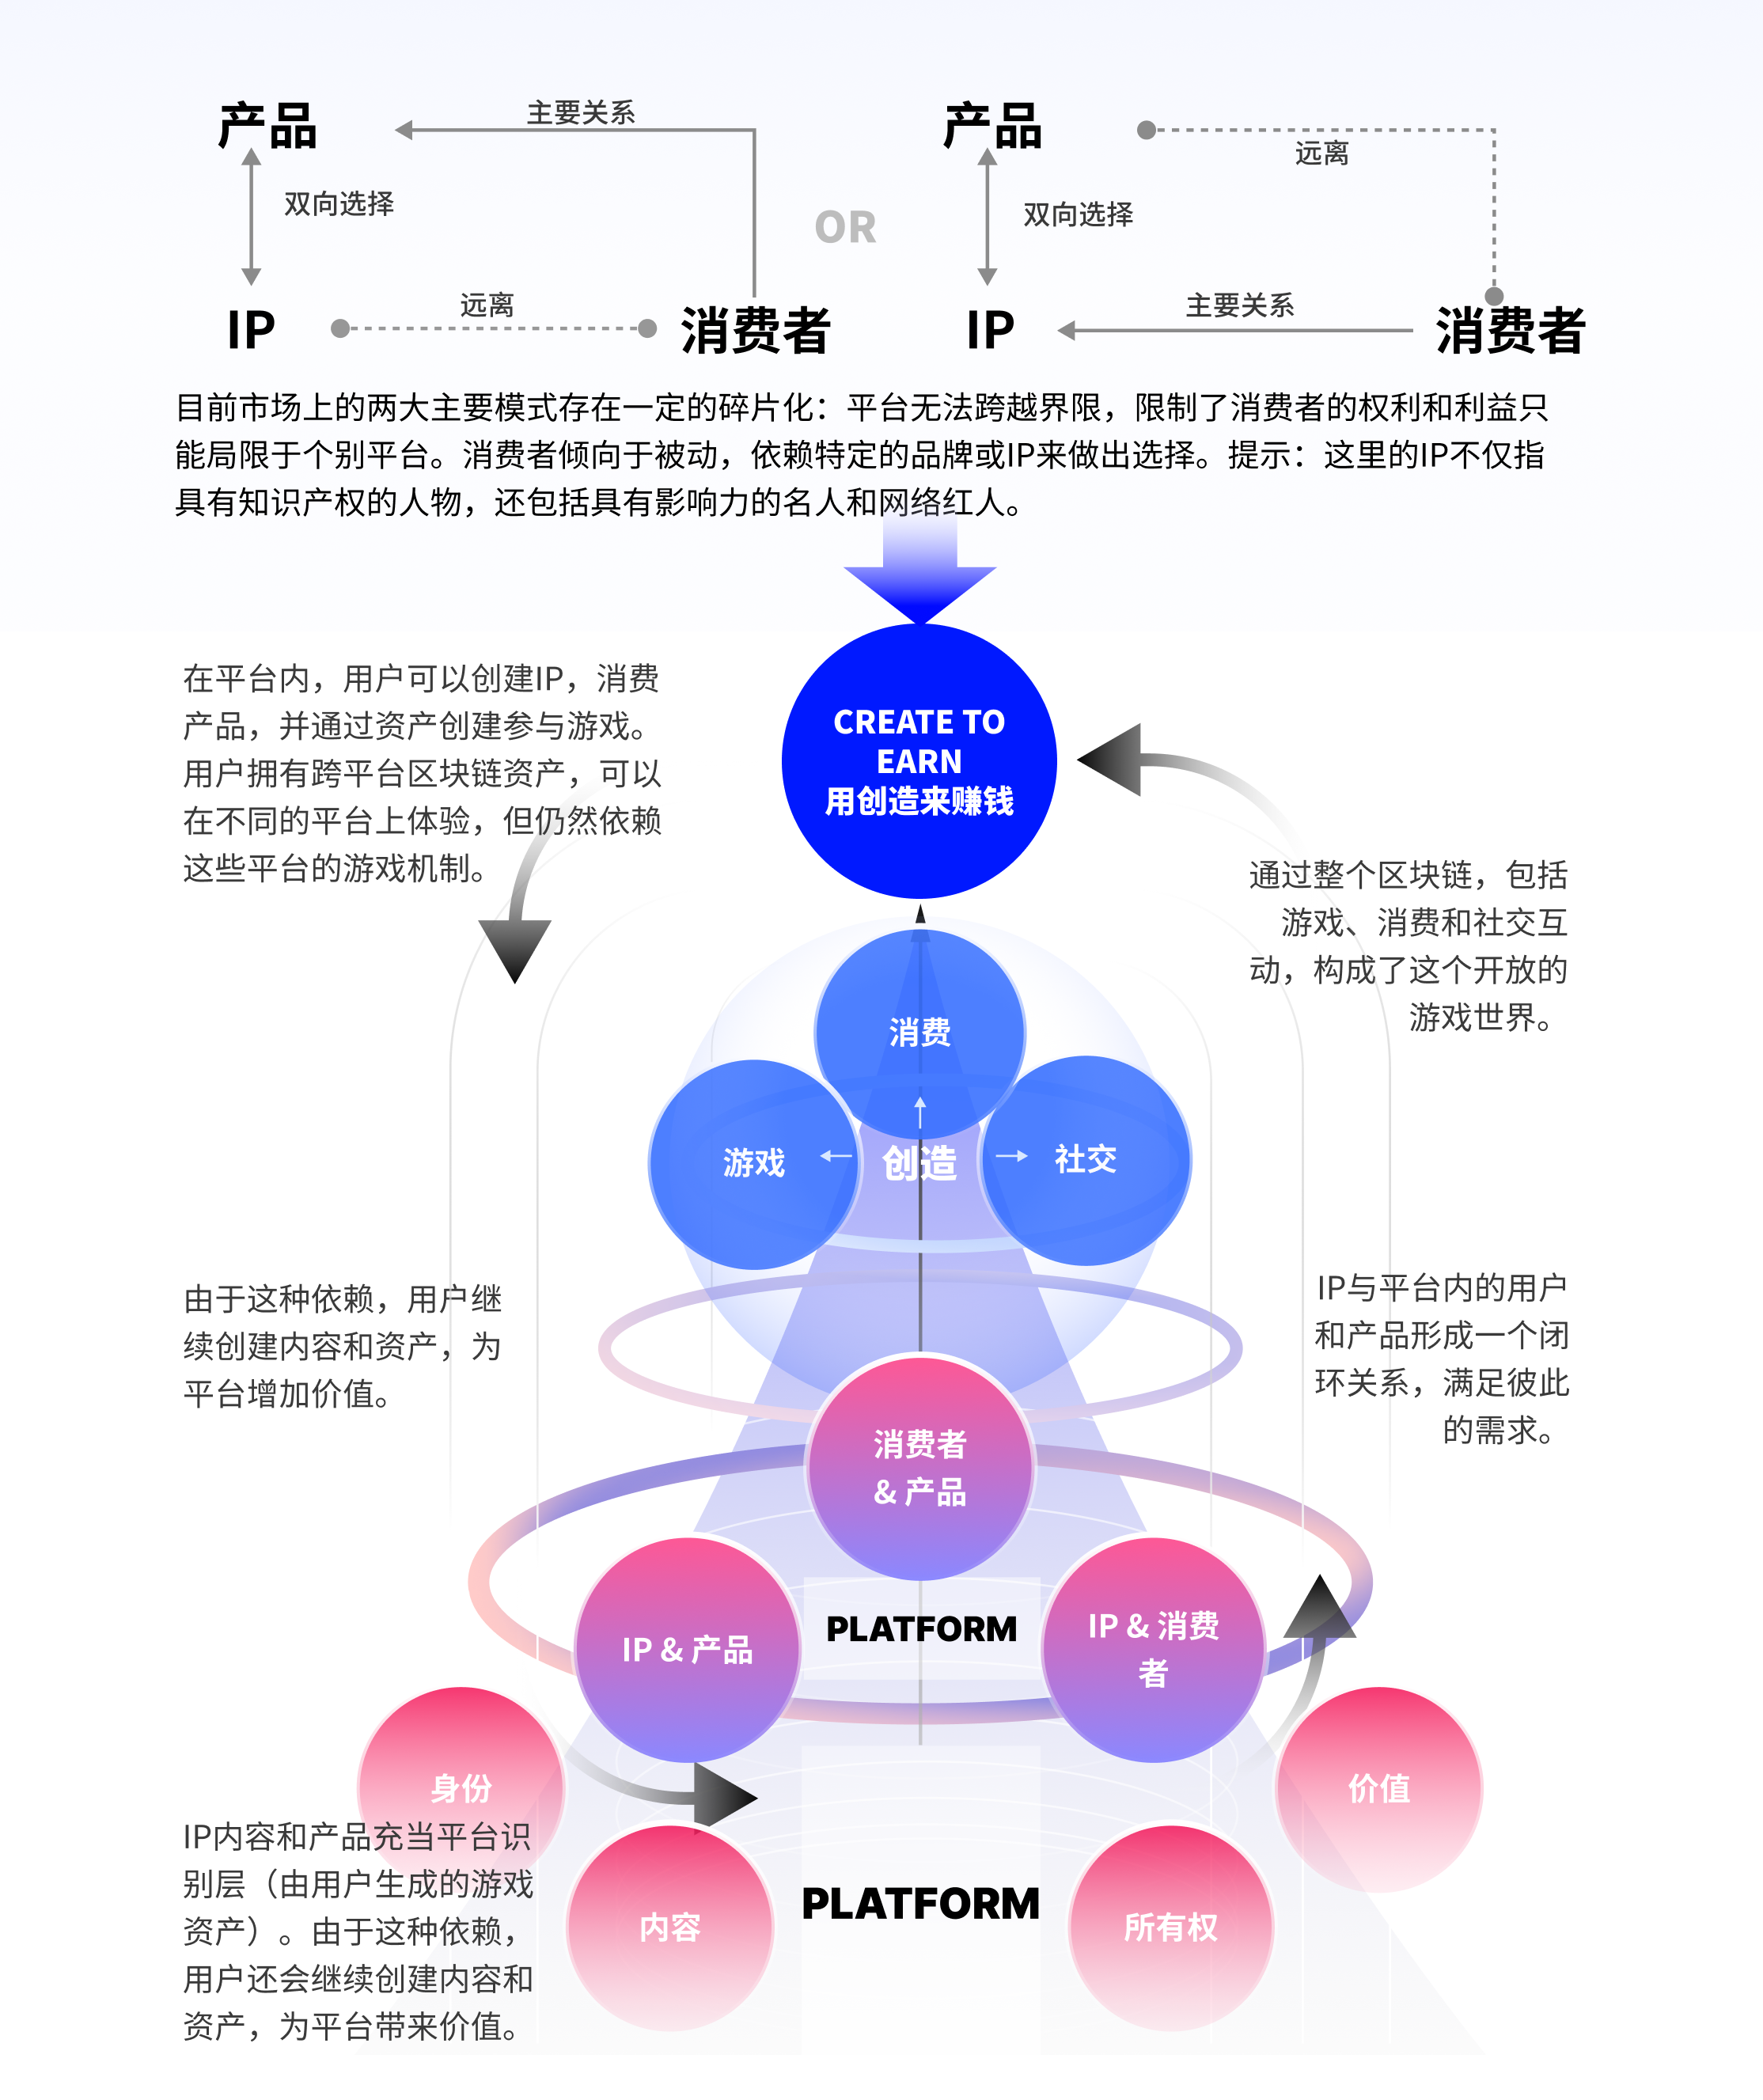 产品
主要关系
双向选择
IP
远离
消费者
OR
产品
远离
双向选择
IP
主要关系
消费者
目前市场上的两大主要模式存在一定的碎片化：平台无法跨越界限，限制了消费者的权利和利益只
能局限于个别平台。消费者倾向于被动，依赖特定的品牌或IP来做出选择。提示：这里的IP不仅指
具有知识产权的人物，还包括具有影响力的名人和网络红人。
在平台内，用户可以创建IP，消费
产品，并通过资产创建参与游戏。
用户拥有跨平台区块链资产，可以
在不同的平台上体验，但仍然依赖
这些平台的游戏机制。
CREATE TO
EARN
用创造来赚钱
通过整个区块链，包括
游戏、消费和社交互
动，构成了这个开放的
游戏世界。
消费
游戏
创造
社交
由于这种依赖，用户继
续创建内容和资产，为
平台增加价值。
IP与平台内的用户
和产品形成一个闭
环关系，满足彼此
的需求。
消费者
& 产品
IP & 产品
PLATFORM
IP & 消费
者
身份
价值
IP内容和产品充当平台识
别层（由用户生成的游戏
资产）。由于这种依赖，
用户还会继续创建内容和
资产，为平台带来价值。
内容
PLATFORM
所有权